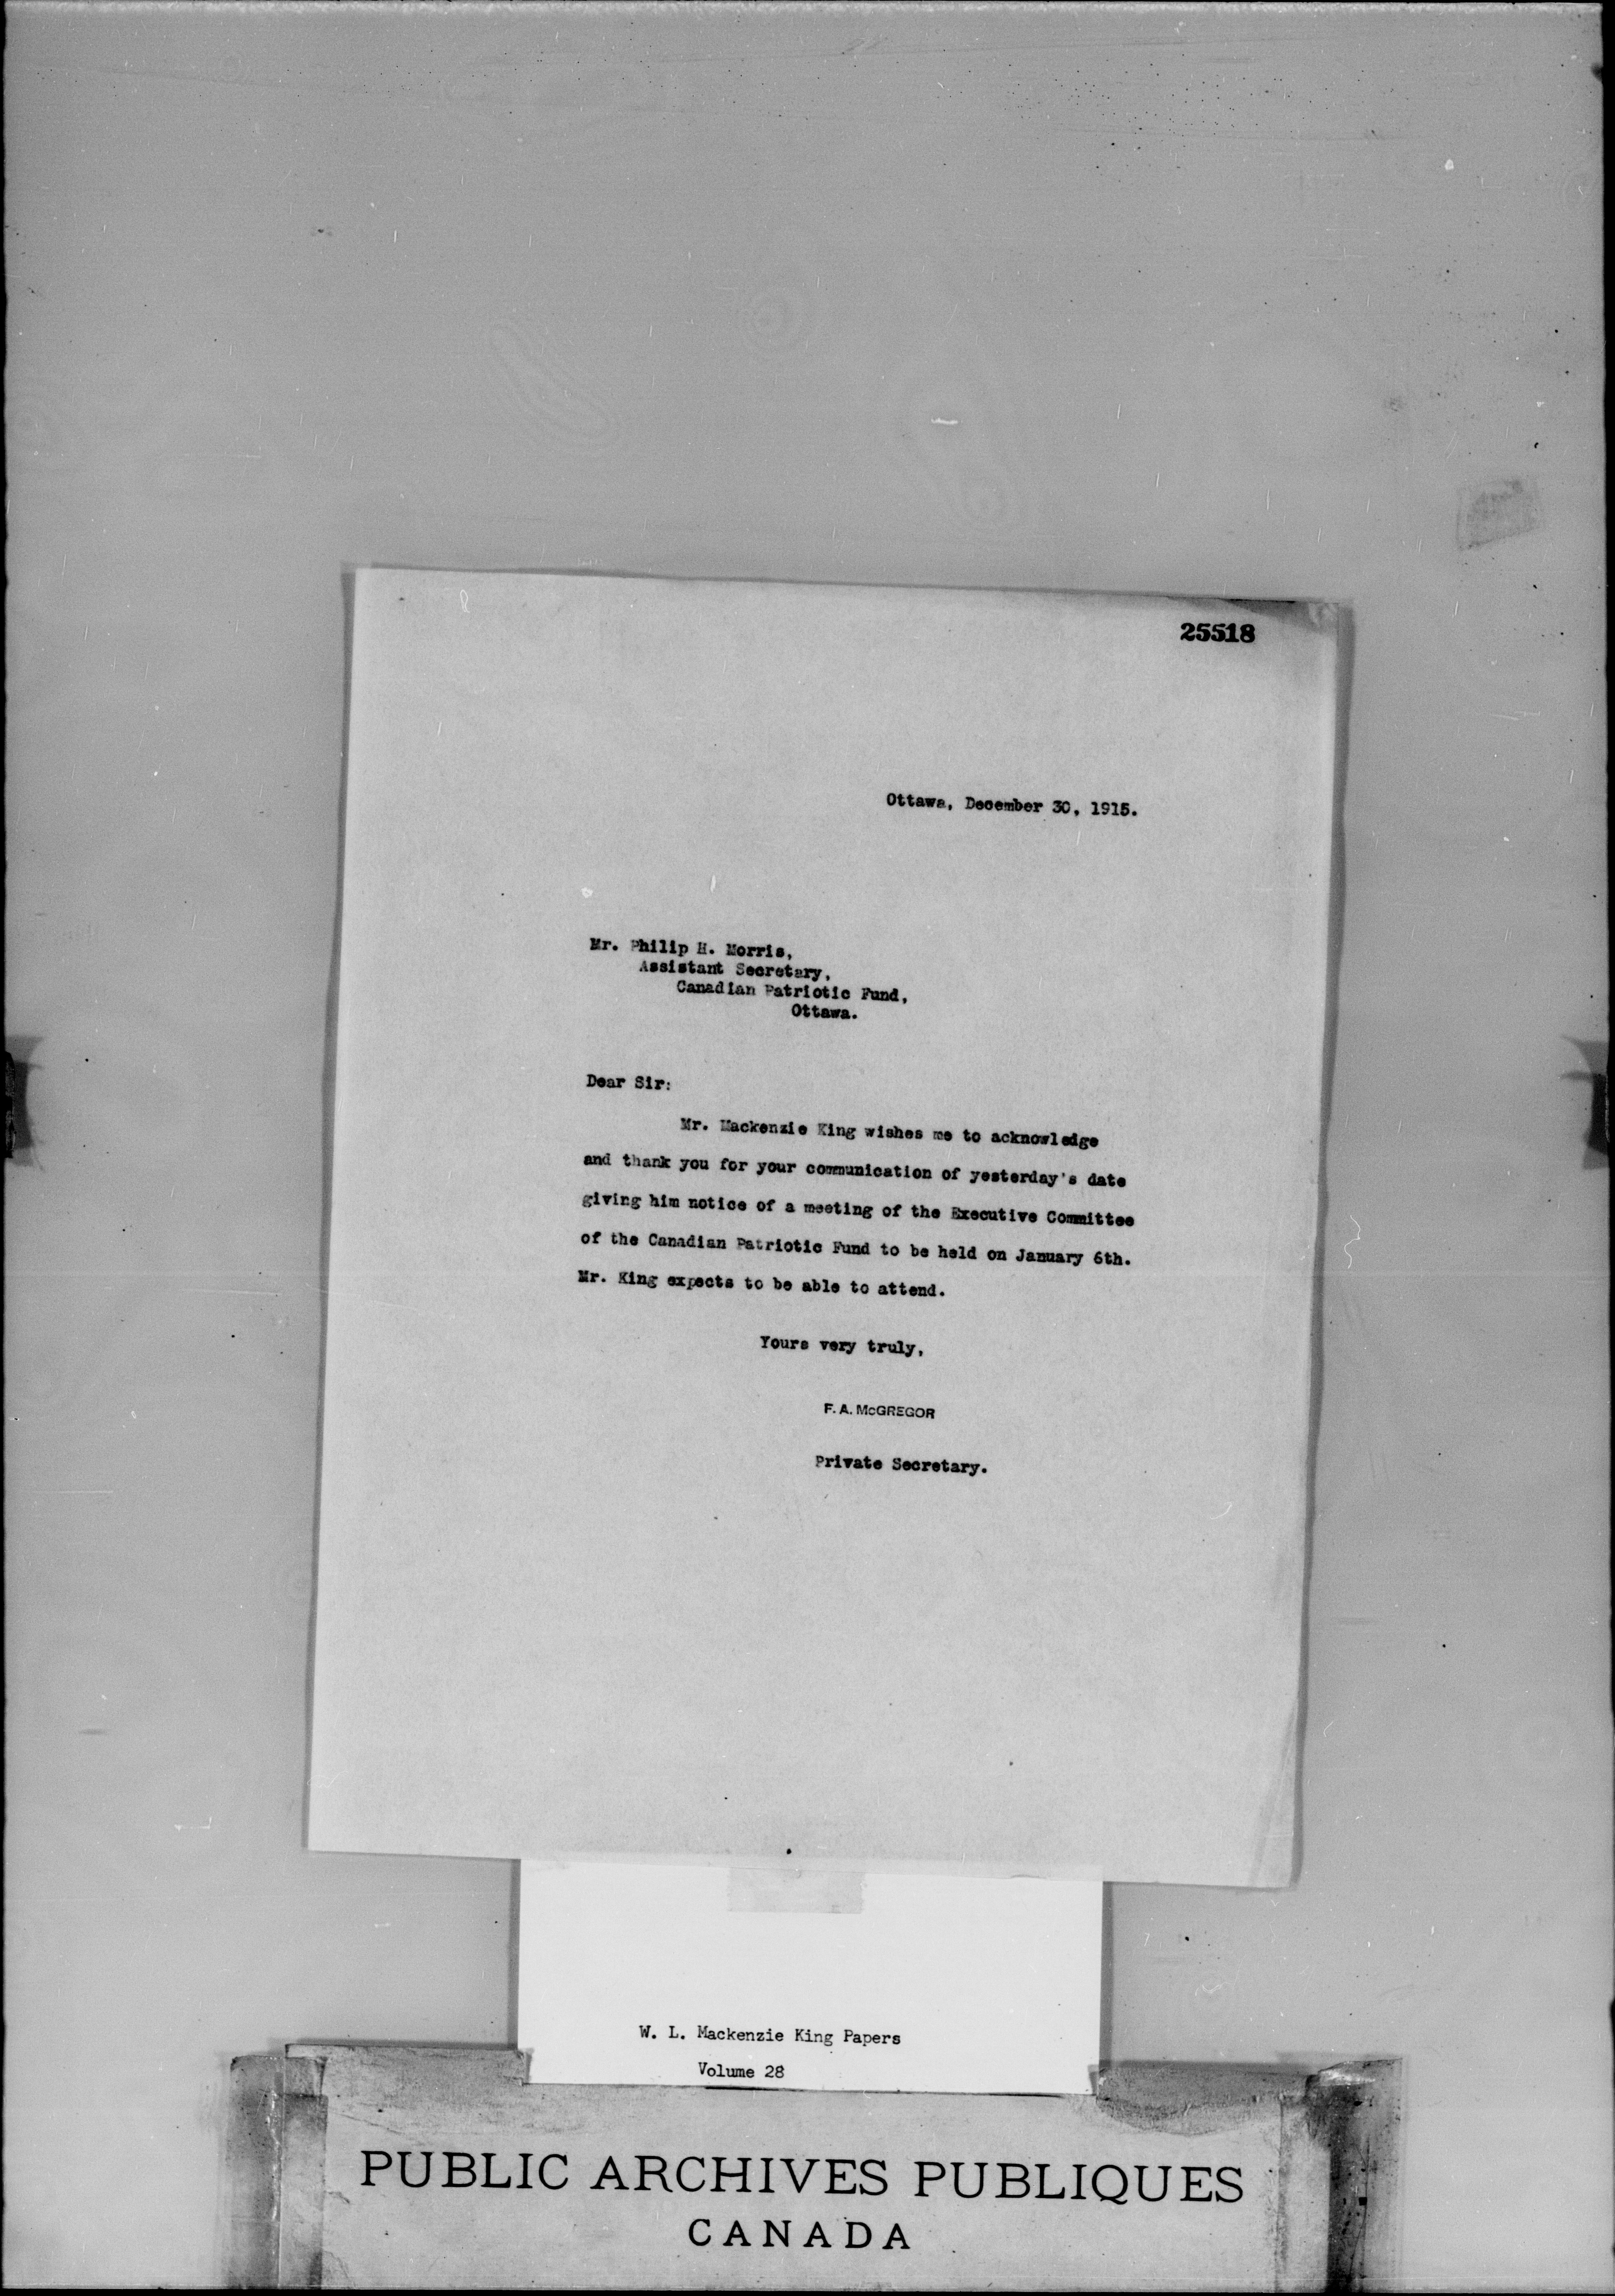 25518
Ottawa, December 30, 1915.
Mr. Philip H. Morris,
Assistant Secretary,
Canadian Patriotic Fund,
Ottawa.
Dear Sir:
Mr. Mackenzie King wishes me to acknowledge
and thank you for your communication of yesterday's date
giving him notice of a meeting of the Executive Committee
of the Canadian Patriotic Fund to be held on January 6th.
Mr. King expects to be able to attend.
Yours very truly,
F. A. McGREGOR
Private Secretary.
W. L. Mackenzie King Papers
Volume 28
PUBLIC ARCHIVES PUBLIQUES
CANADA